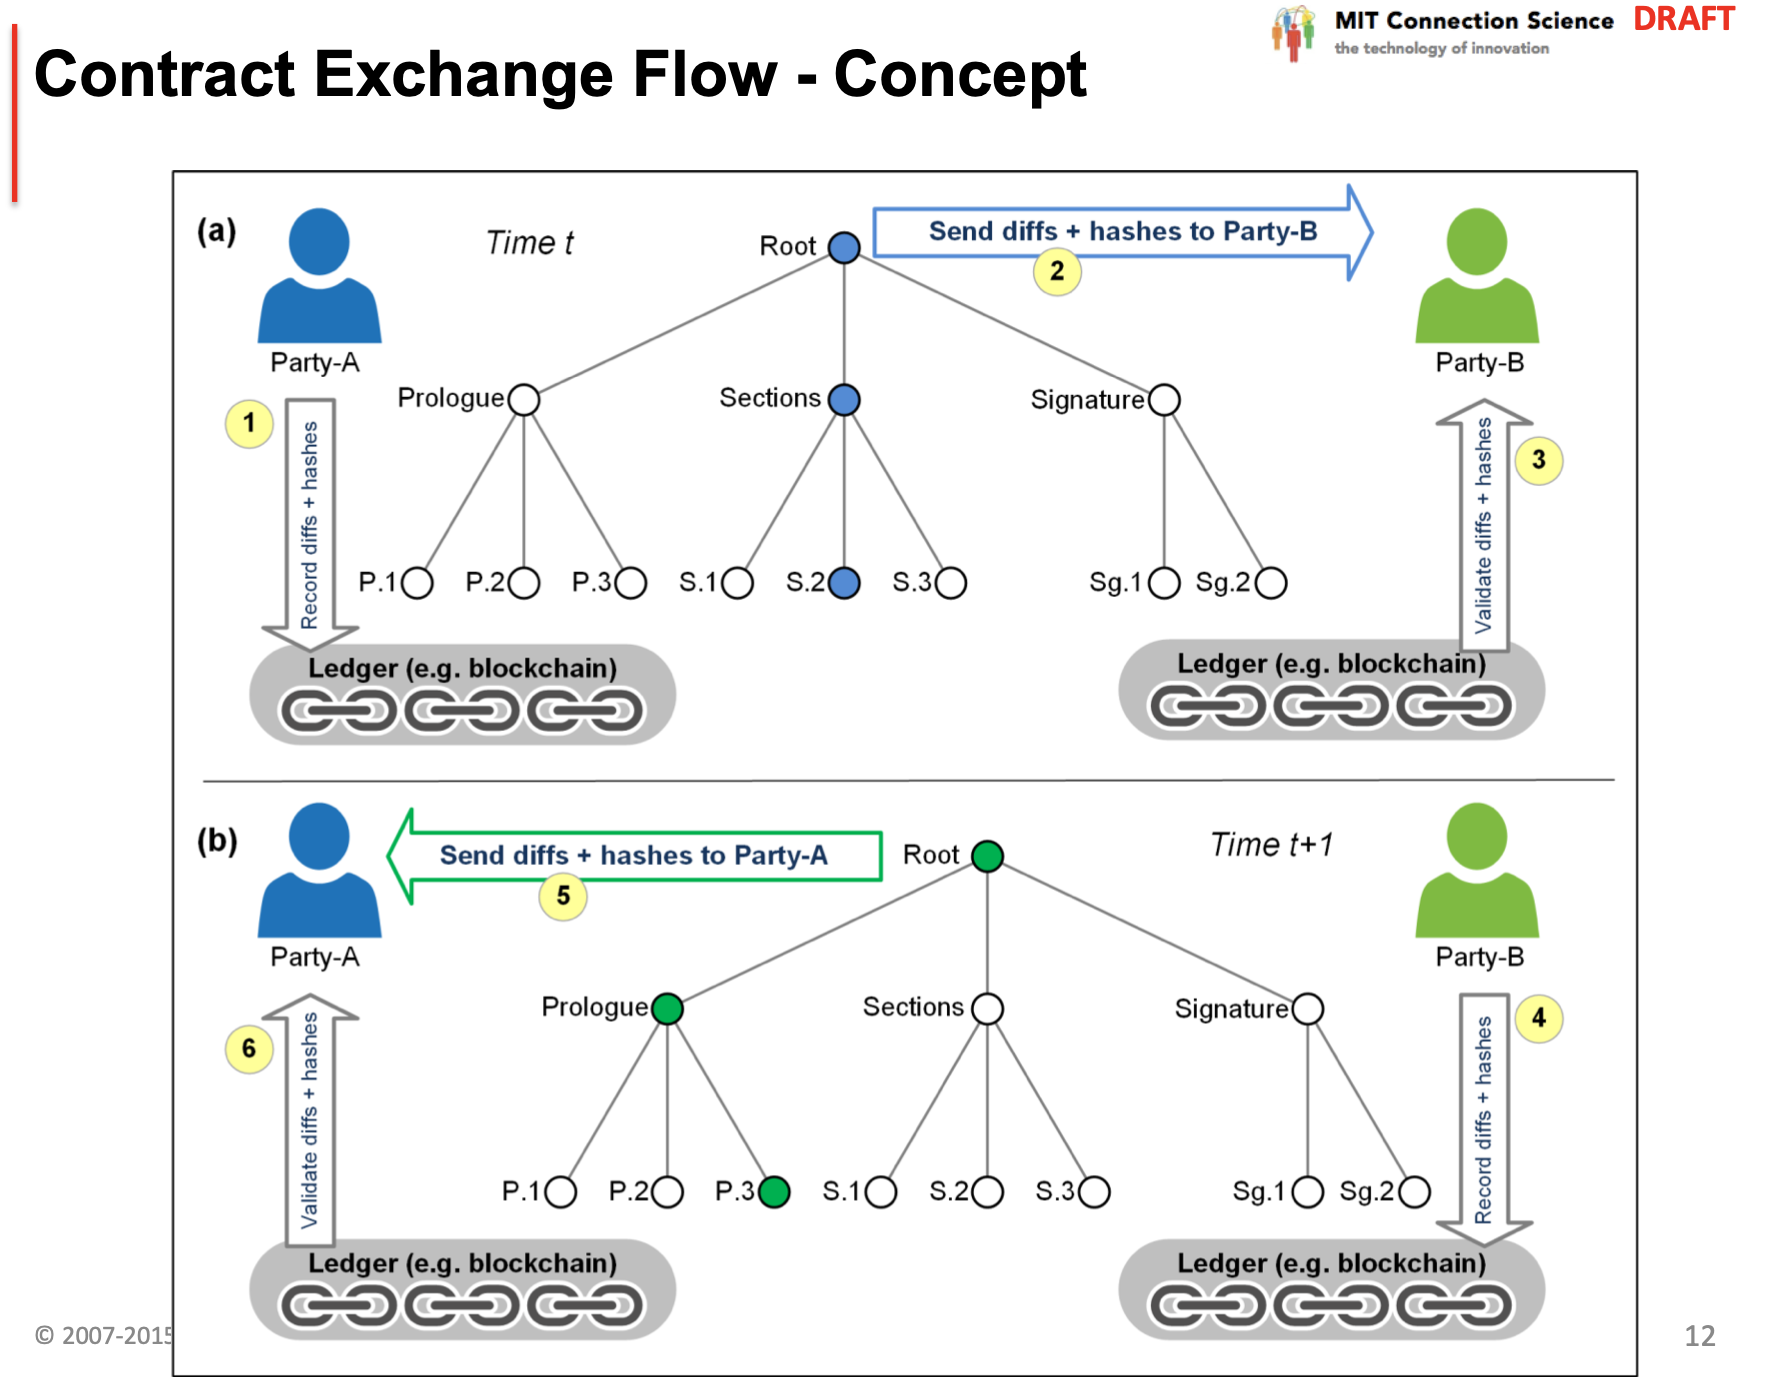 MIT Connection Science DRAFT
the technology of innovation
Contract Exchange Flow - Concept
(a)
Time t
Root
Send diffs + hashes to Party-B
2
Party-A
Party-B
1
Record diffs + hashes
Prologue
Sections
Signature
3
Validate diffs + hashes
P.1 P.2 P.3 S.1 S.2 S.3 Sg.1 Sg.2
Ledger (e.g. blockchain)
Ledger (e.g. blockchain)
(b)
Send diffs + hashes to Party-A
5
Root
Time t+1
Party-A
Party-B
6
Validate diffs + hashes
Prologue
Sections
Signature
4
Record diffs + hashes
P.1 P.2 P.3 S.1 S.2 S.3 Sg.1 Sg.2
Ledger (e.g. blockchain)
Ledger (e.g. blockchain)
© 2007-2015
12